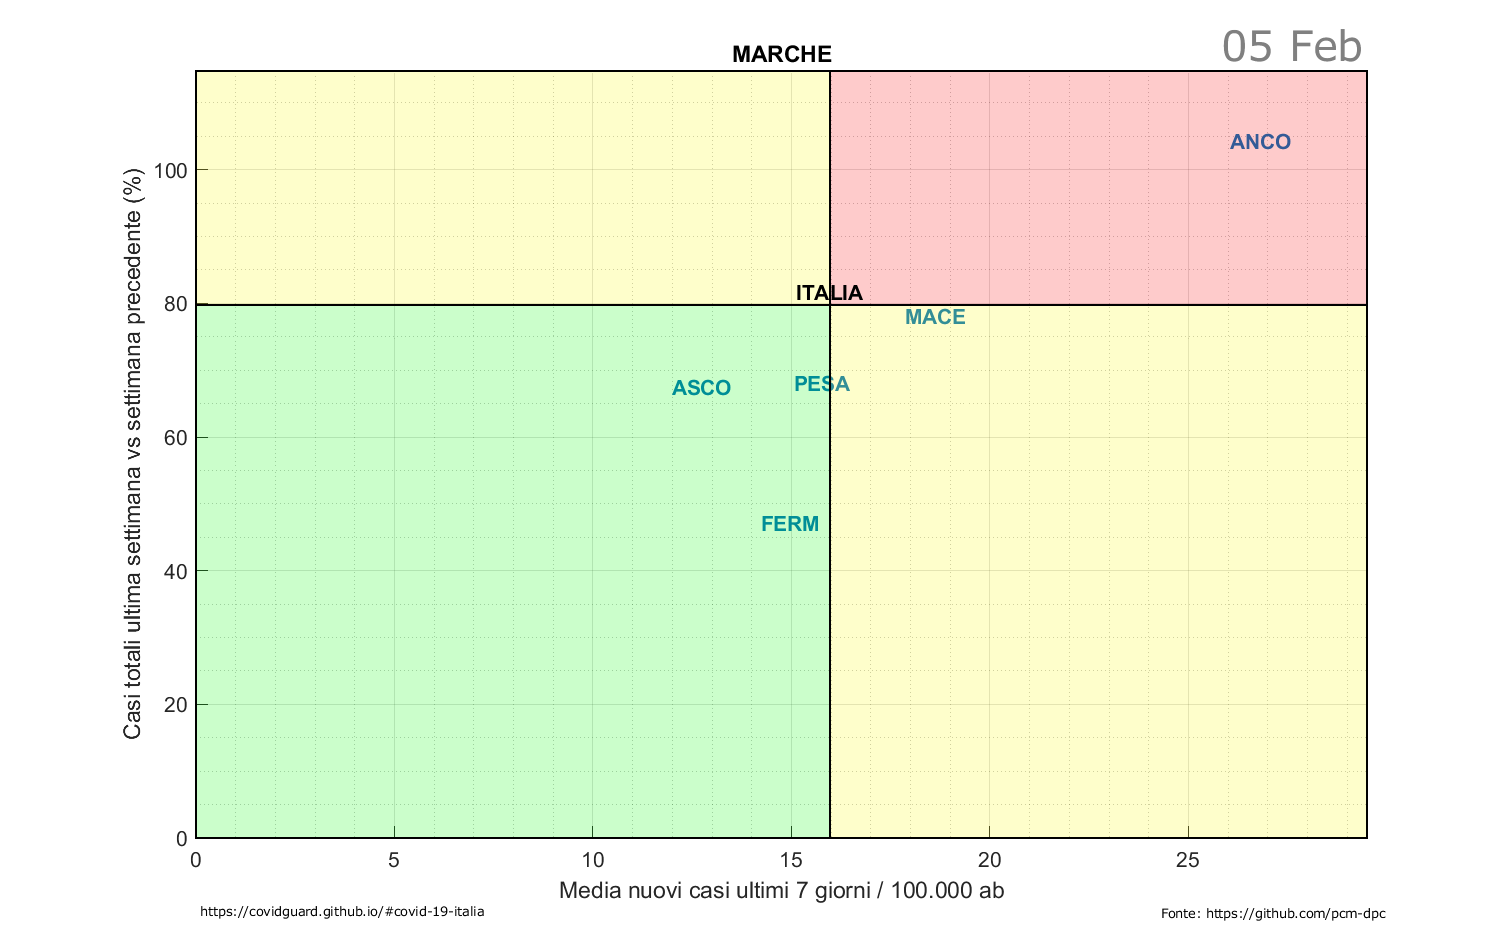 05 Feb
MARCHE
Casi totali ultima settimana vs settimana precedente (%)
100
80
60
40
20
0
ANCO
ITALIA
MACE
PESA
ASCO
FERM
0 5 10 15 20 25
Media nuovi casi ultimi 7 giorni / 100.000 ab
https://covidguard.github.io/#covid-19-italia
Fonte: https://github.com/pcm-dpc